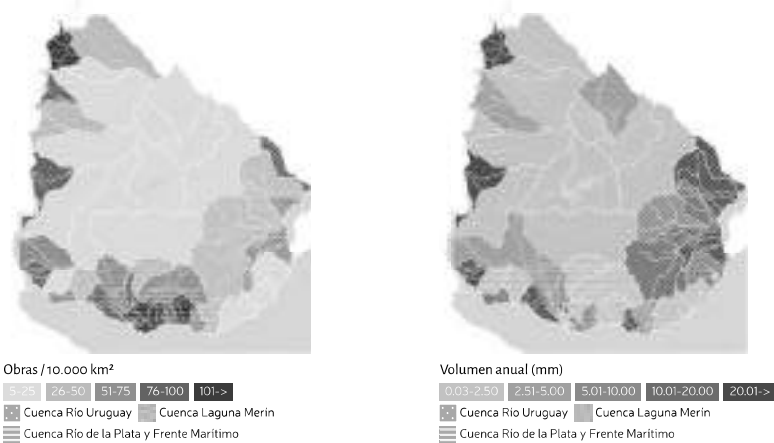 Obras / 10.000 km²
5-25 26-50 51-75 76-100 101->
Cuenca Río Uruguay Cuenca Laguna Merín
Cuenca Río de la Plata y Frente Marítimo
Volumen anual (mm)
0.03-2.50 2.51-5.00 5.01-10.00 10.01-20.00 20.01->
Cuenca Río Uruguay Cuenca Laguna Merín
Cuenca Río de la Plata y Frente Marítimo